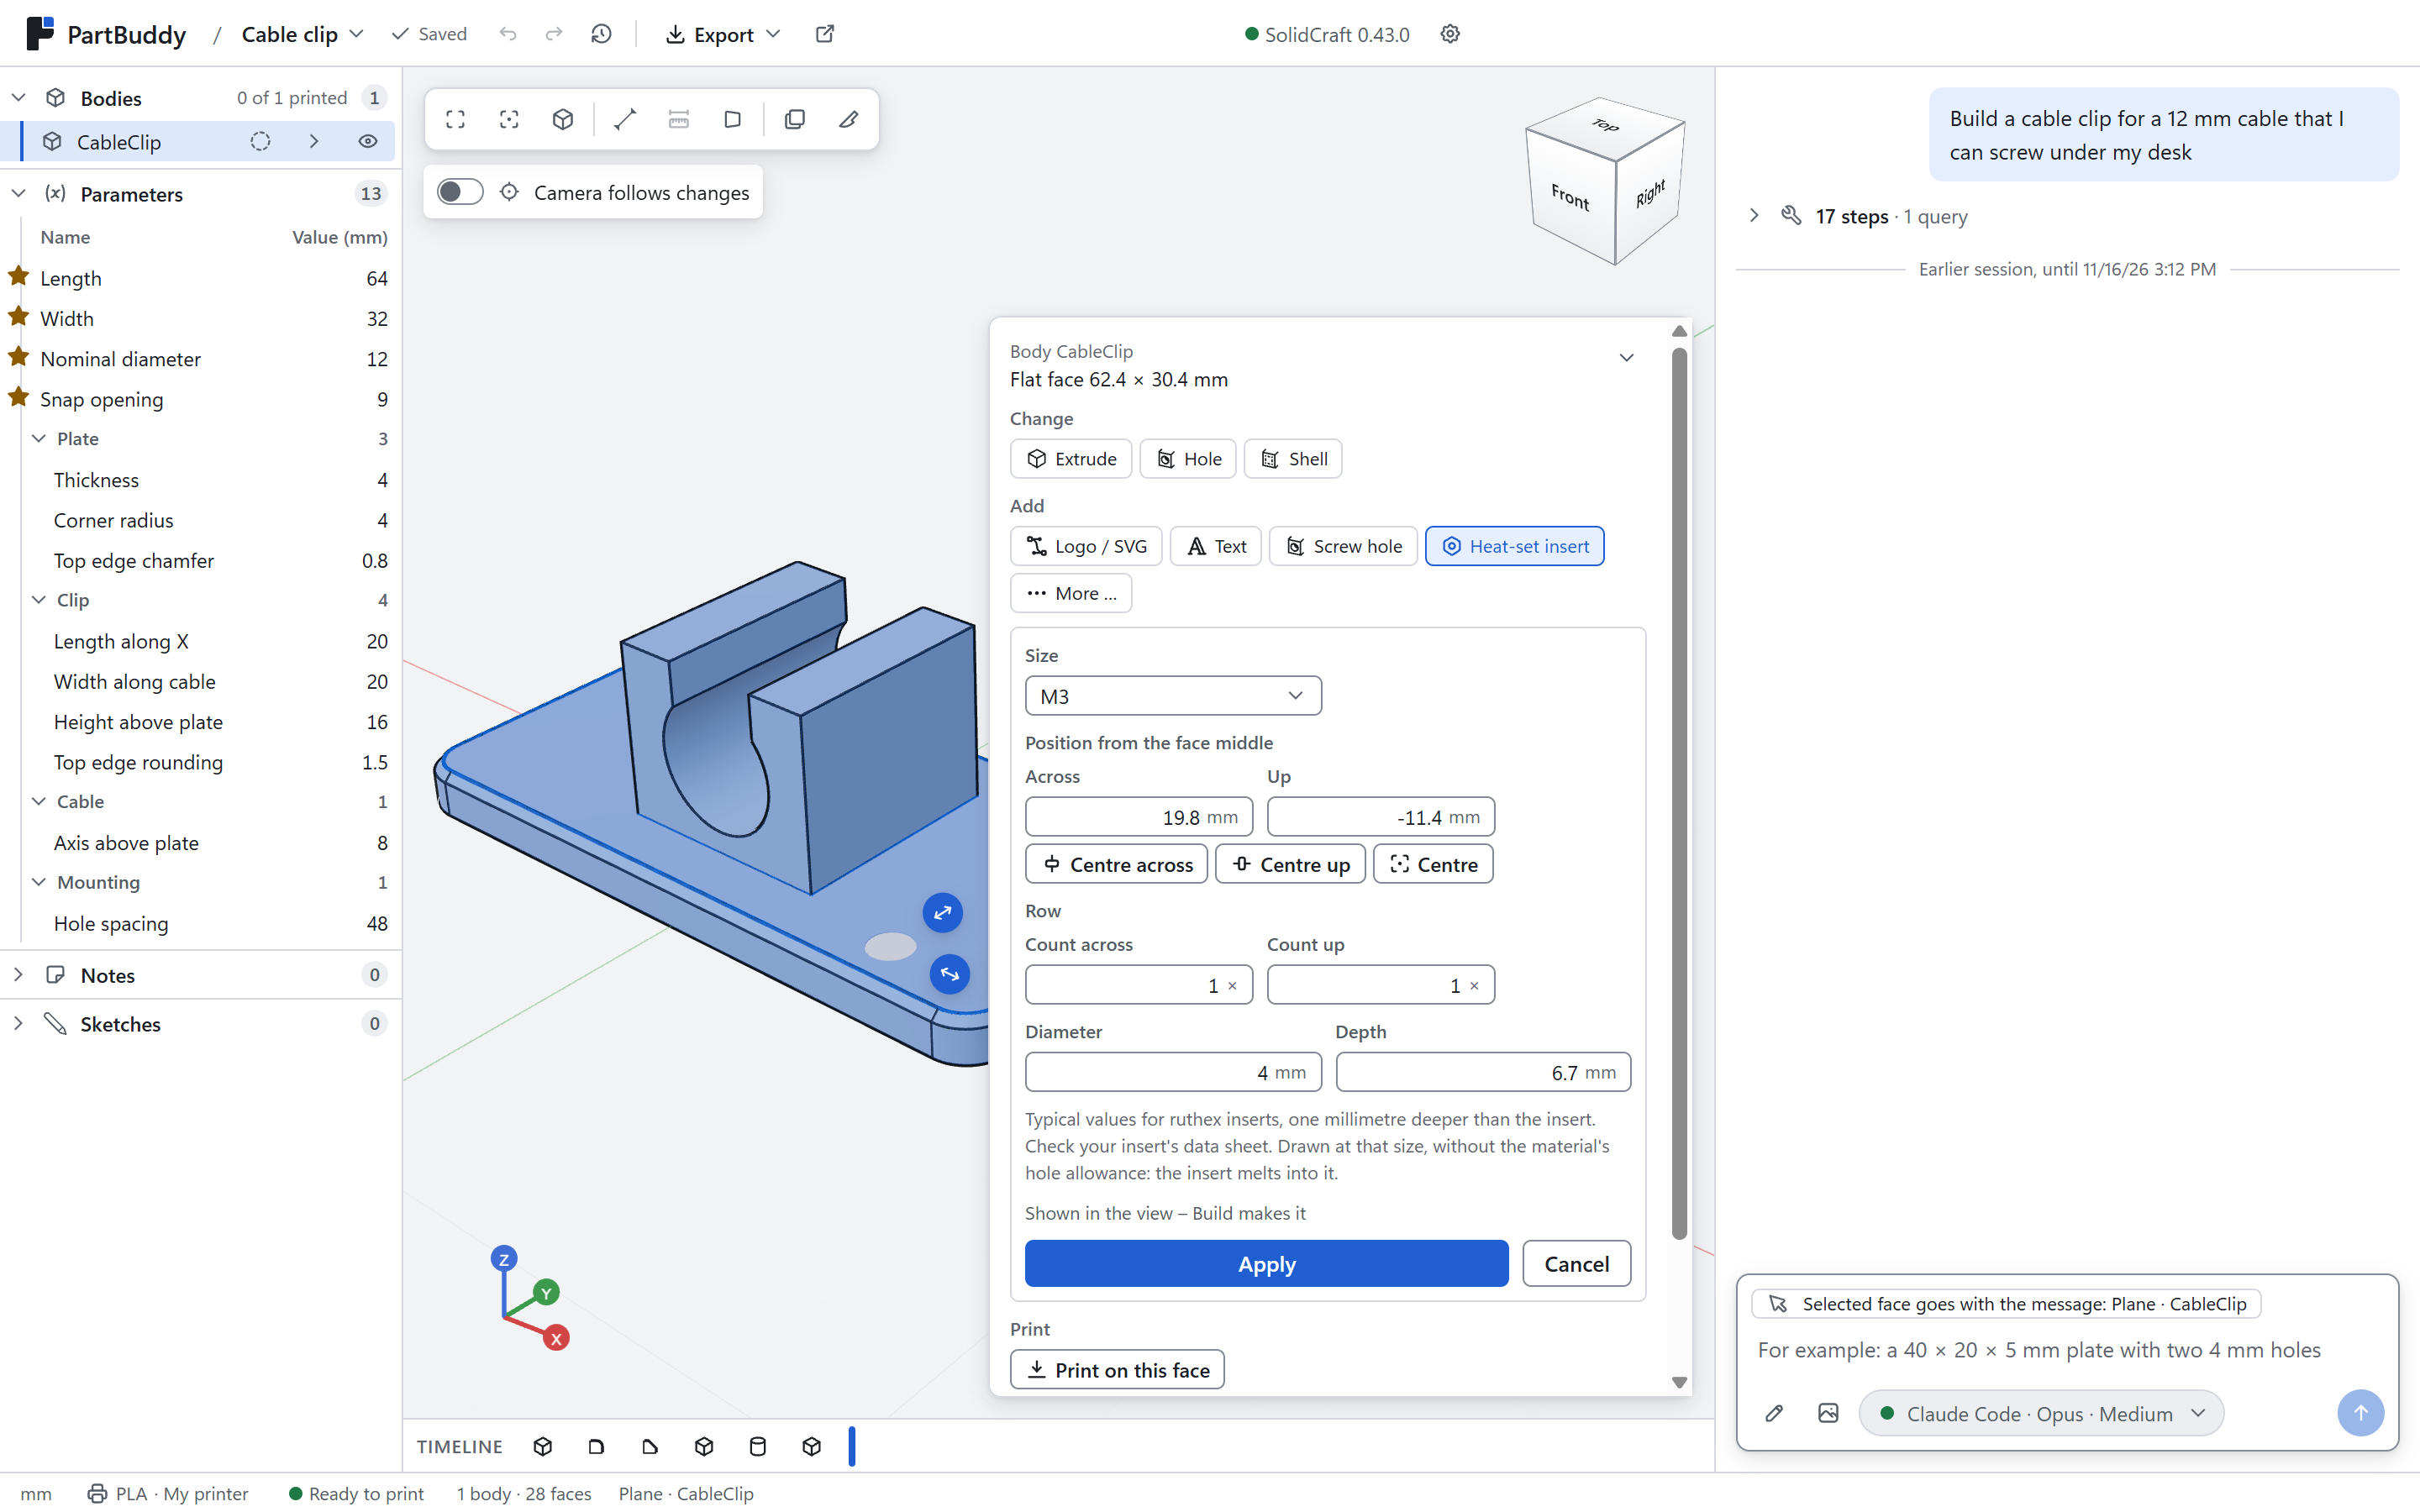 PartBuddy / Cable clip Saved Export SolidCraft 0.43.0
Bodies 0 of 1 printed 1
CableClip
Parameters 13
Name Value (mm)
Length 64
Width 32
Nominal diameter 12
Snap opening 9
Plate 3
Thickness 4
Corner radius 4
Top edge chamfer 0.8
Clip 4
Length along X 20
Width along cable 20
Height above plate 16
Top edge rounding 1.5
Cable 1
Axis above plate 8
Mounting 1
Hole spacing 48
Notes 0
Sketches 0
Camera follows changes
Top
Front
Right
Body CableClip
Flat face 62.4 × 30.4 mm
Change
Extrude Hole Shell
Add
Logo / SVG Text Screw hole Heat-set insert
More ...
Size
M3
Position from the face middle
Across Up
19.8 mm -11.4 mm
Centre across Centre up Centre
Row
Count across Count up
1 × 1 ×
Diameter Depth
4 mm 6.7 mm
Typical values for ruthex inserts, one millimetre deeper than the insert.
Check your insert's data sheet. Drawn at that size, without the material's
hole allowance: the insert melts into it.
Shown in the view – Build makes it
Apply Cancel
Print
Print on this face
Z
Y
X
TIMELINE
Build a cable clip for a 12 mm cable that I
can screw under my desk
17 steps · 1 query
Earlier session, until 11/16/26 3:12 PM
Selected face goes with the message: Plane · CableClip
For example: a 40 × 20 × 5 mm plate with two 4 mm holes
Claude Code · Opus · Medium
mm PLA · My printer Ready to print 1 body · 28 faces Plane · CableClip